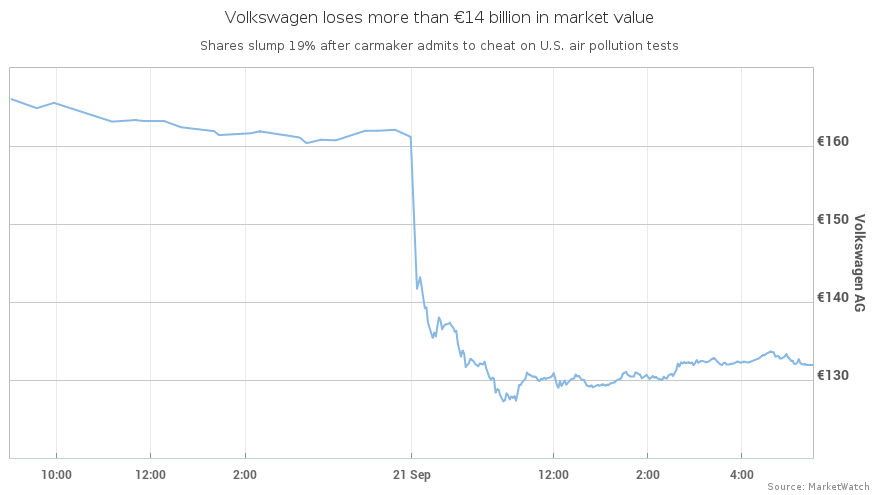 Volkswagen loses more than €14 billion in market value
Shares slump 19% after carmaker admits to cheat on U.S. air pollution tests
€160
€150
€140
€130
Volkswagen AG
10:00
12:00
2:00
21 Sep
12:00
2:00
4:00
Source: MarketWatch